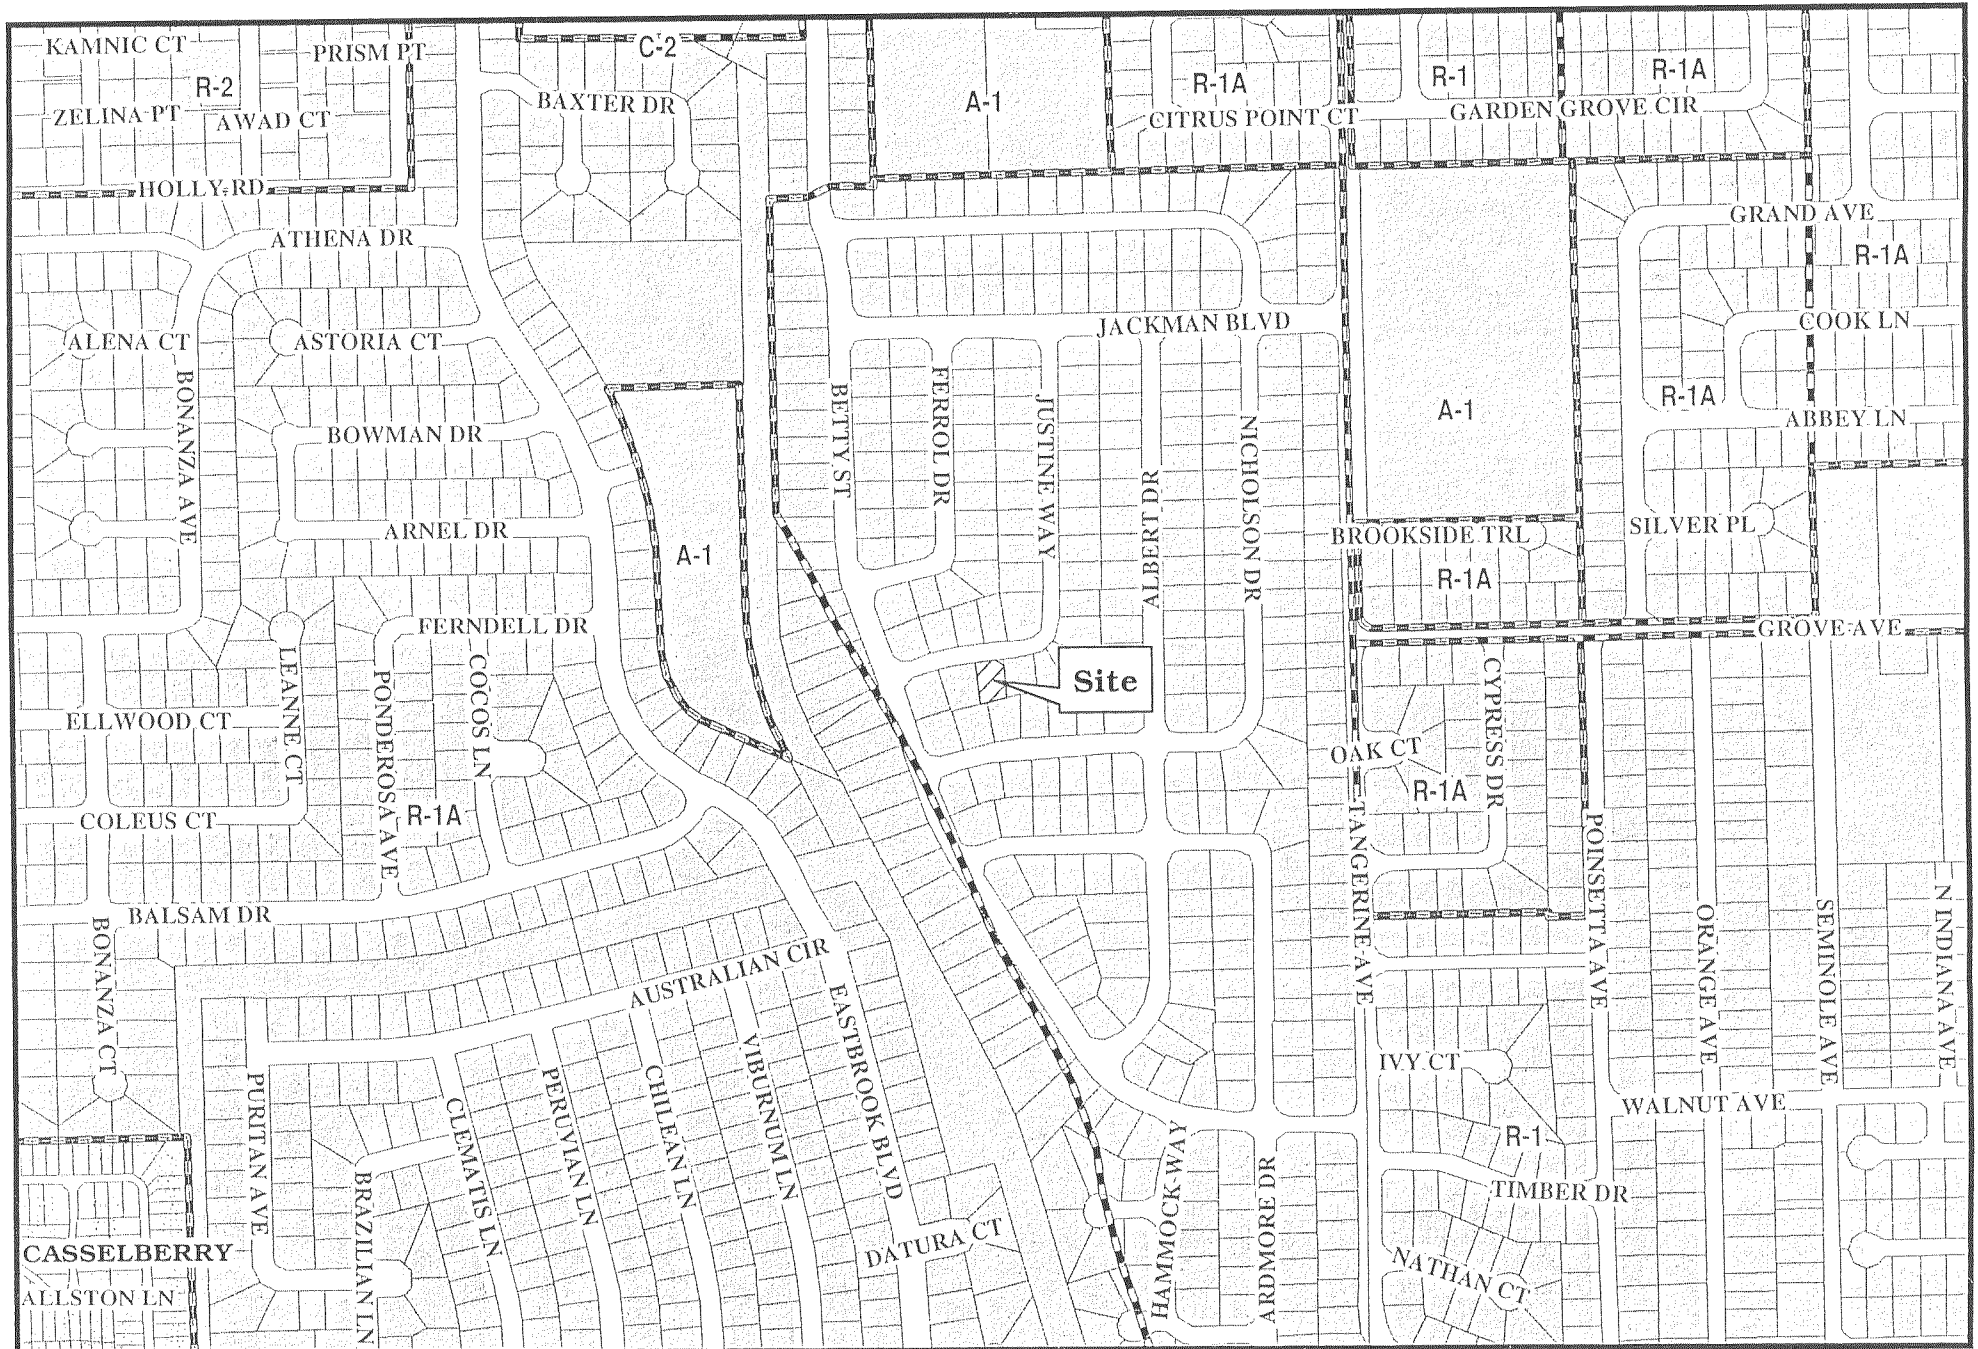 KAMNIC CT
PRISM PT
R-2
ZELINA PT
AWAD CT
HOLLY RD
C-2
BAXTER DR
A-1
R-1A
CITRUS POINT CT
R-1
R-1A
GARDEN GROVE CIR
ATHENA DR
GRAND AVE
R-1A
ALENA CT
ASTORIA CT
JACKMAN BLVD
COOK LN
BONANZA AVE
BOWMAN DR
BETTY ST
FERROL DR
JUSTINE WAY
ALBERT DR
NICHOLSON DR
A-1
R-1A
ABBEY LN
ARNEL DR
A-1
BROOKSIDE TRL
R-1A
SILVER PL
FERNDELL DR
GROVE AVE
LEANNE CT
PONDEROSA AVE
COCOS LN
Site
CYPRESS DR
ELLWOOD CT
OAK CT
R-1A
R-1A
COLEUS CT
TANGERINE AVE
POINSETTA AVE
BALSAM DR
BONANZA CT
ORANGE AVE
SEMINOLE AVE
N INDIANA AVE
AUSTRALIAN CIR
EASTBROOK BLVD
PURITAN AVE
BRAZILIAN LN
CLEMATIS LN
PERUVIAN LN
CHILEAN LN
VIBURNUM LN
IVY CT
WALNUT AVE
R-1
HAMMOCK WAY
ARDMORE DR
TIMBER DR
DATURA CT
NATHAN CT
CASSELBERRY
ALLSTON LN